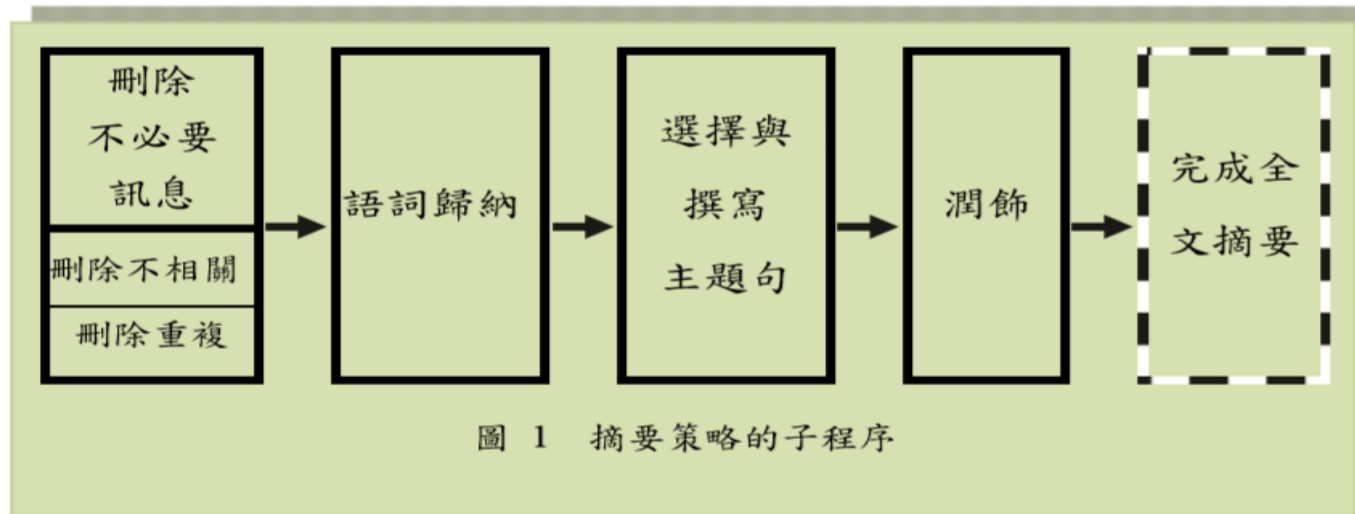 刪除
不必要
訊息
刪除不相關
刪除重複
語詞歸納
選擇與
撰寫
主題句
潤飾
完成全
文摘要
圖 1 摘要策略的子程序